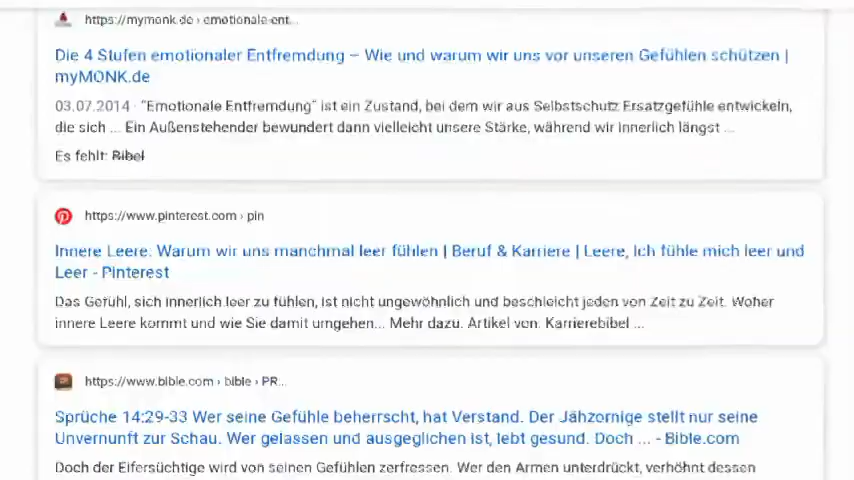 https://mymonk.de › emotionale-ent...
Die 4 Stufen emotionaler Entfremdung – Wie und warum wir uns vor unseren Gefühlen schützen |
myMONK.de
03.07.2014 · "Emotionale Entfremdung" ist ein Zustand, bei dem wir aus Selbstschutz Ersatzgefühle entwickeln,
die sich ... Ein Außenstehender bewundert dann vielleicht unsere Stärke, während wir innerlich längst ...
Es fehlt: Bibel
https://www.pinterest.com › pin
Innere Leere: Warum wir uns manchmal leer fühlen | Beruf & Karriere | Leere, Ich fühle mich leer und
Leer - Pinterest
Das Gefühl, sich innerlich leer zu fühlen, ist nicht ungewöhnlich und beschleicht jeden von Zeit zu Zeit. Woher
innere Leere kommt und wie Sie damit umgehen... Mehr dazu. Artikel von: Karrierebibel ...
https://www.bible.com › bible › PR...
Sprüche 14:29-33 Wer seine Gefühle beherrscht, hat Verstand. Der Jähzornige stellt nur seine
Unvernunft zur Schau. Wer gelassen und ausgeglichen ist, lebt gesund. Doch ... - Bible.com
Doch der Eifersüchtige wird von seinen Gefühlen zerfressen. Wer den Armen unterdrückt, verhöhnt dessen